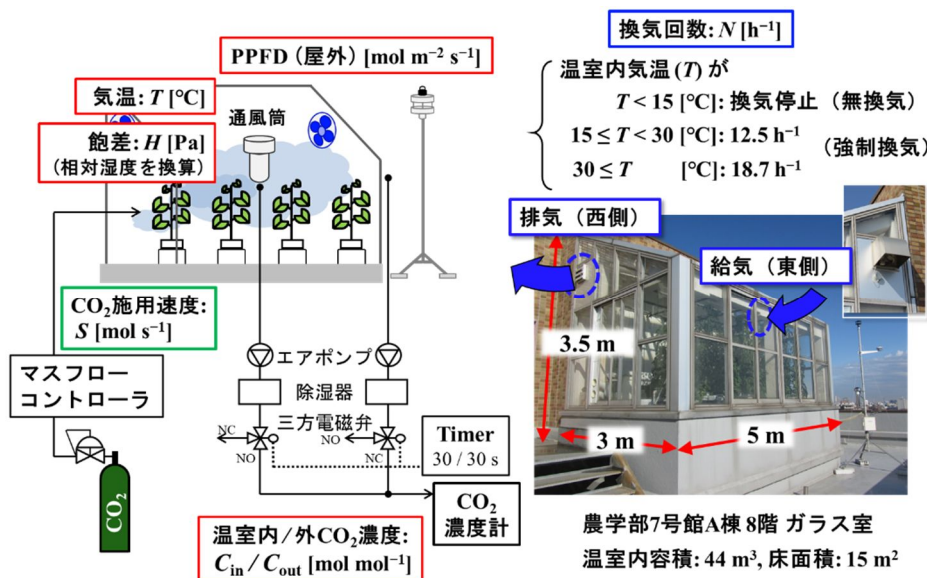 換気回数: N [h⁻¹]
PPFD (屋外) [mol m⁻² s⁻¹]
気温: T [℃]
飽差: H [Pa]
(相対湿度を換算)
通風筒
温室内気温 (T) が
T < 15 [℃]: 換気停止 (無換気)
15 ≤ T < 30 [℃]: 12.5 h⁻¹
30 ≤ T [℃]: 18.7 h⁻¹
(強制換気)
排気 (西側)
給気 (東側)
3.5 m
3 m
5 m
CO₂施用速度:
S [mol s⁻¹]
マスフロー
コントローラ
CO₂
エアポンプ
除湿器
三方電磁弁
NC
NO
NO
NC
Timer
30 / 30 s
CO₂
濃度計
温室内/外CO₂濃度:
Cin / Cout [mol mol⁻¹]
農学部7号館A棟 8階 ガラス室
温室内容積: 44 m³, 床面積: 15 m²